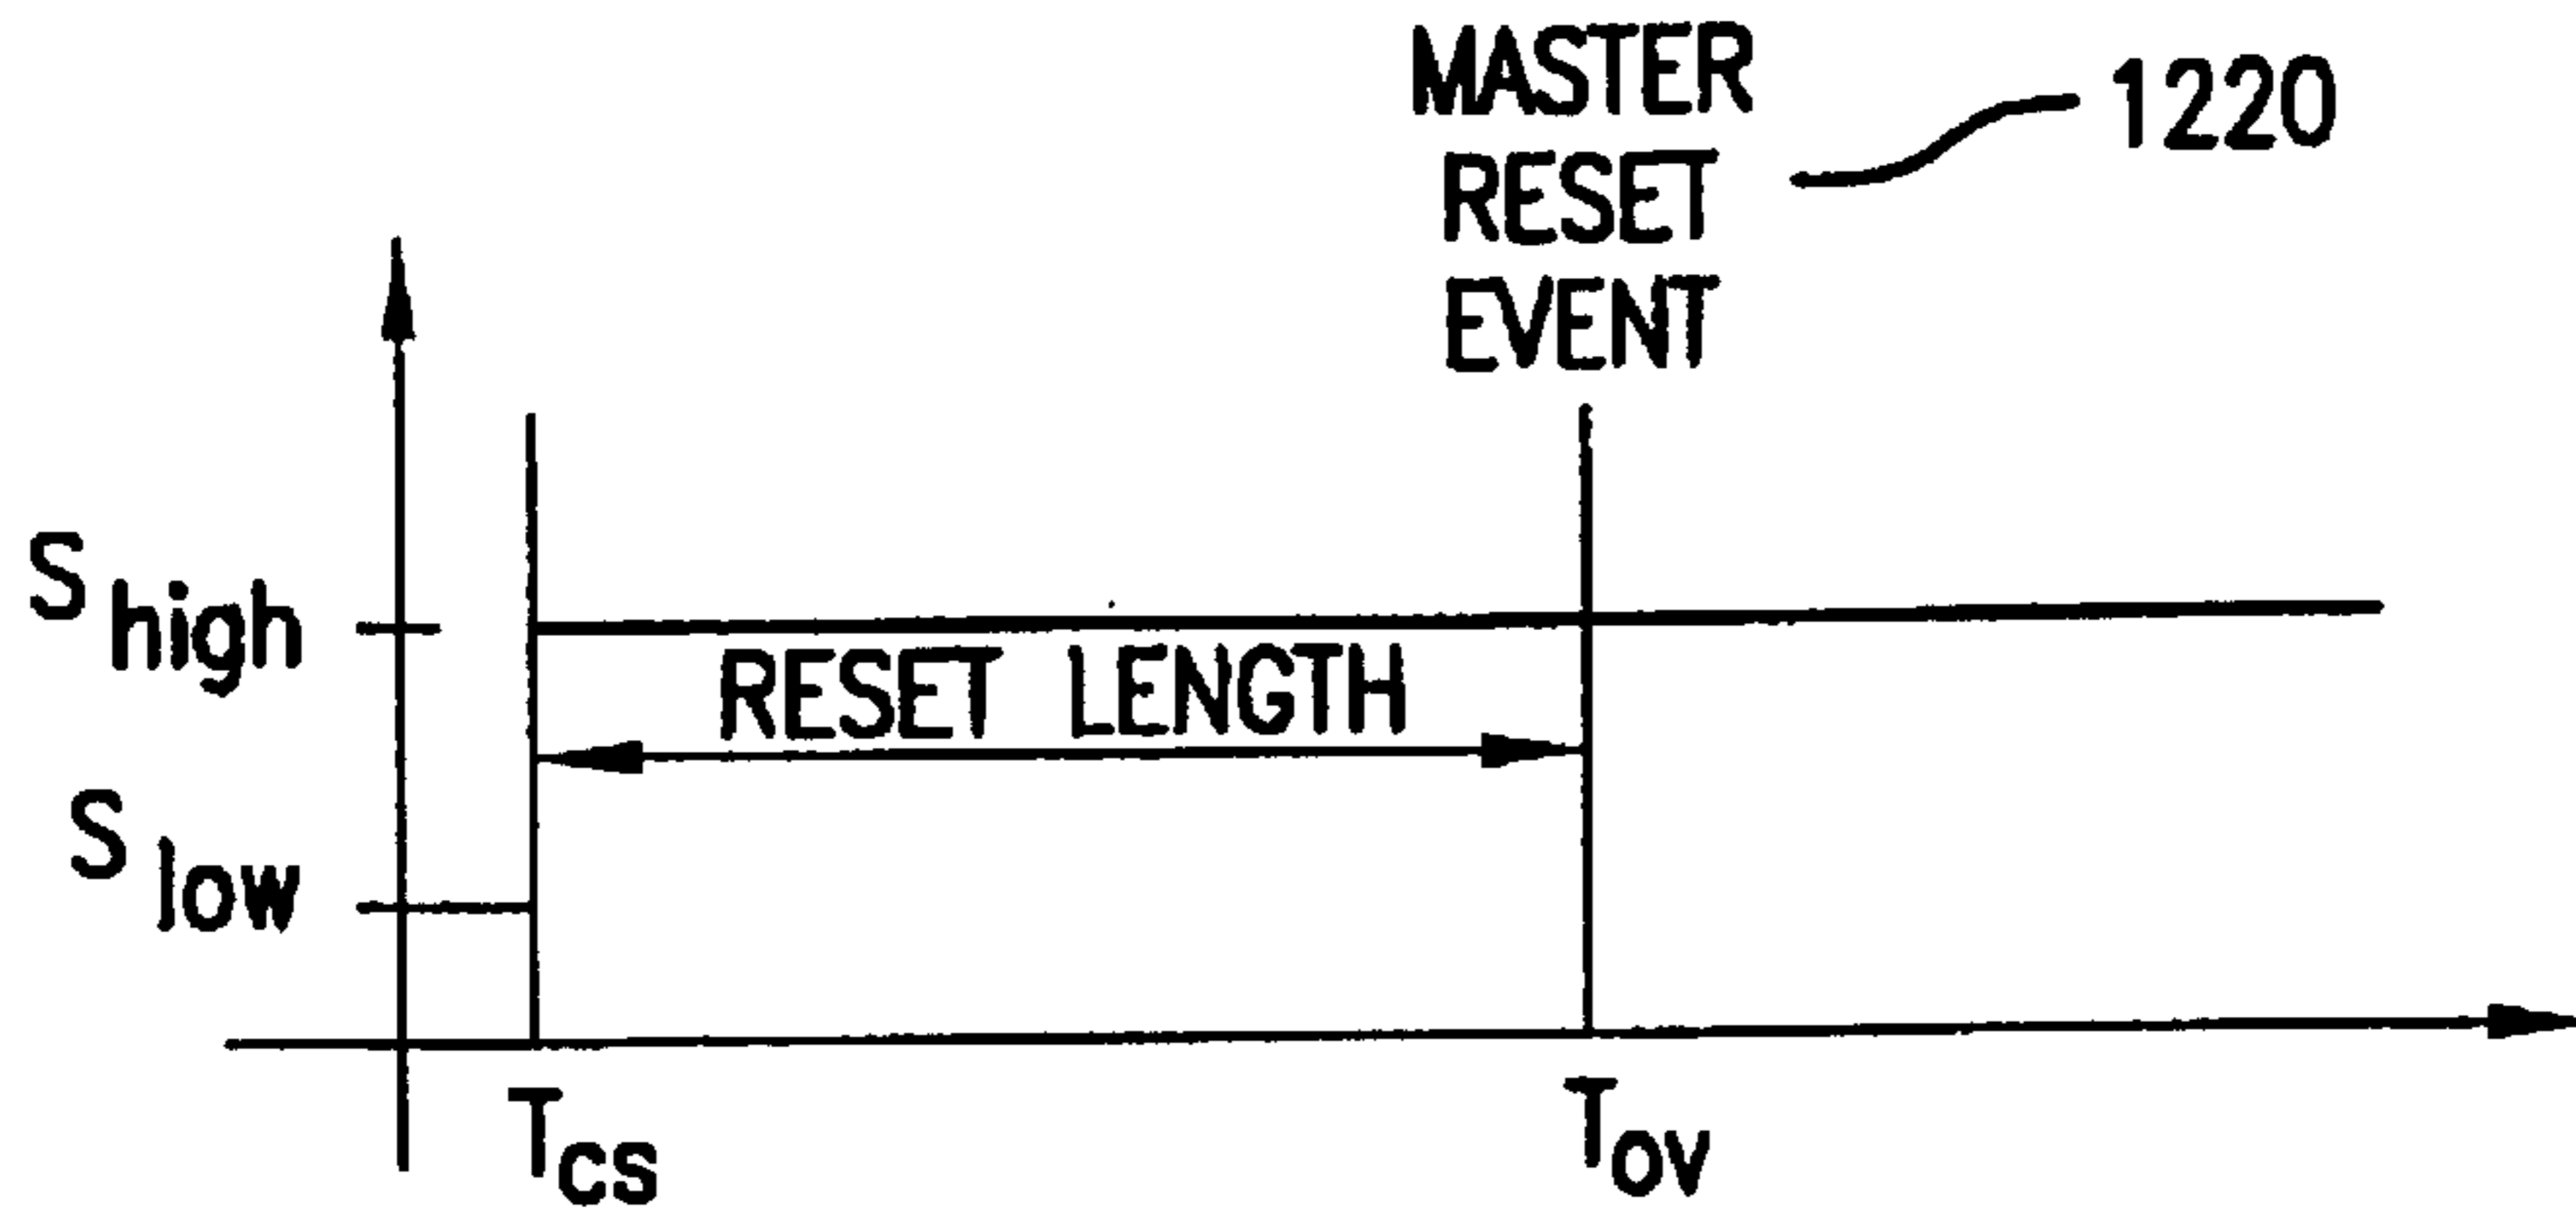 MASTER
RESET
EVENT
1220
S high
RESET LENGTH
S low
Tcs
Tov